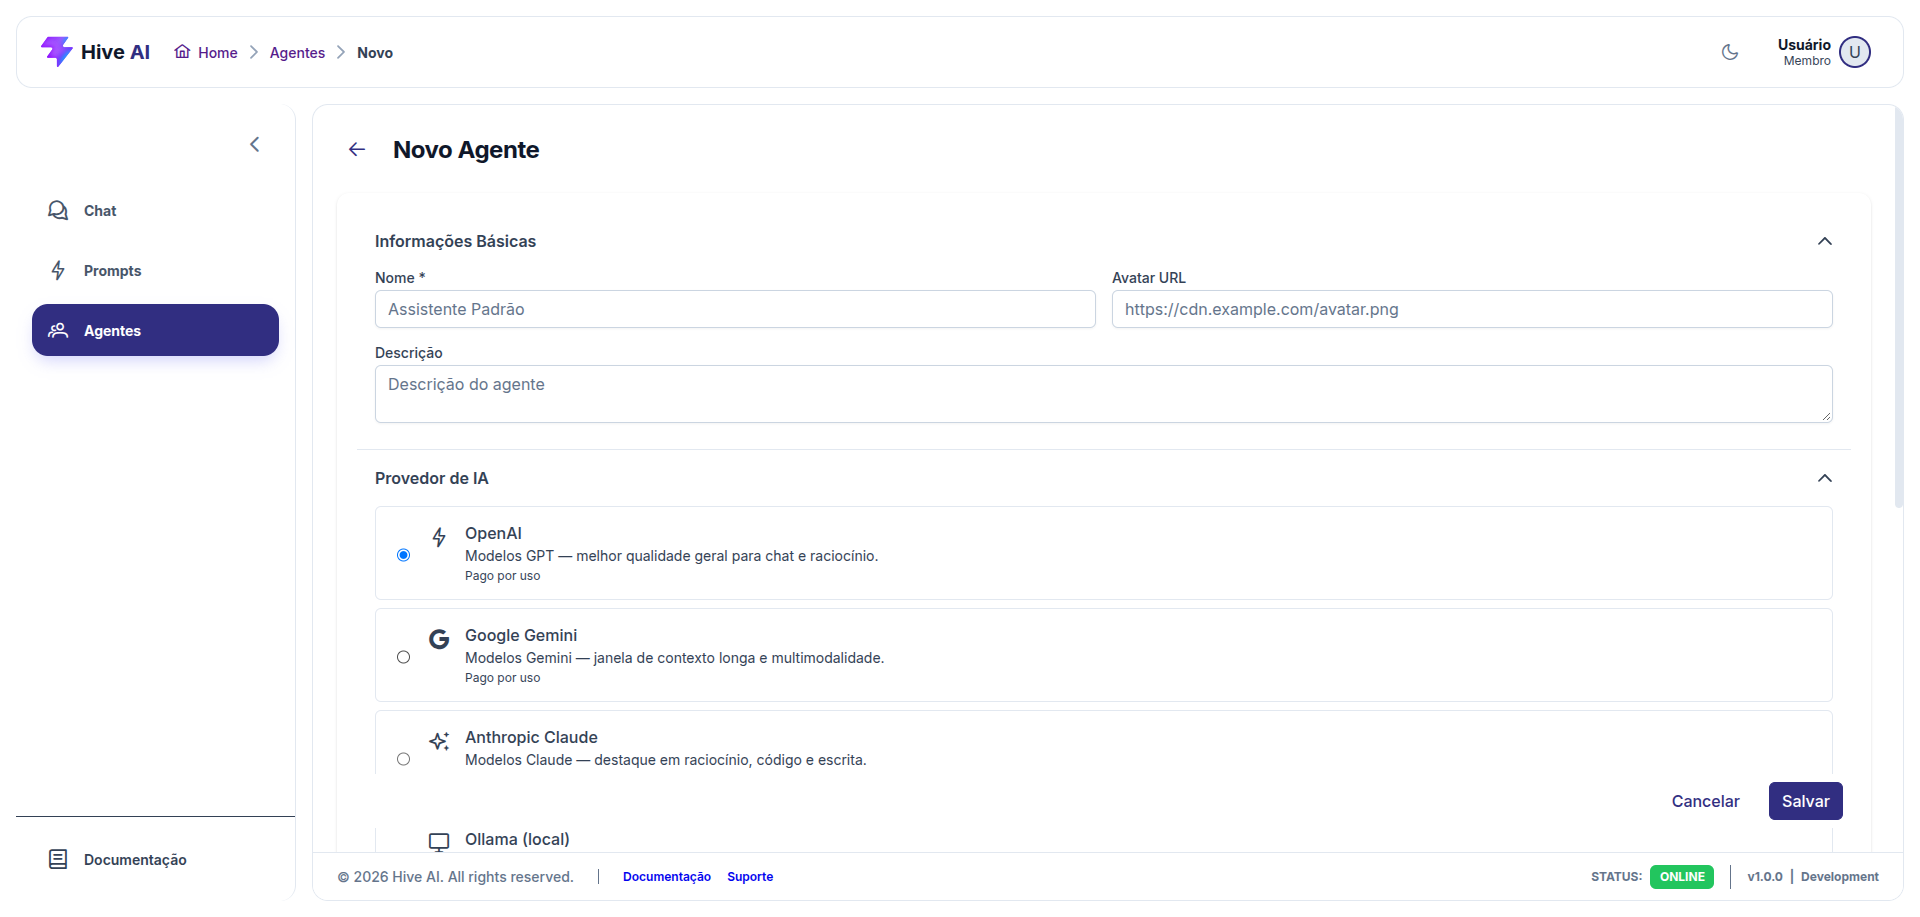 Hive AI
Home
Agentes
Novo
Usuário
Membro
U
Chat
Prompts
Agentes
Documentação
Novo Agente
Informações Básicas
Nome *
Avatar URL
Assistente Padrão
https://cdn.example.com/avatar.png
Descrição
Descrição do agente
Provedor de IA
OpenAI
Modelos GPT — melhor qualidade geral para chat e raciocínio.
Pago por uso
Google Gemini
Modelos Gemini — janela de contexto longa e multimodalidade.
Pago por uso
Anthropic Claude
Modelos Claude — destaque em raciocínio, código e escrita.
Cancelar
Salvar
Ollama (local)
© 2026 Hive AI. All rights reserved.
Documentação
Suporte
STATUS: ONLINE
v1.0.0 | Development